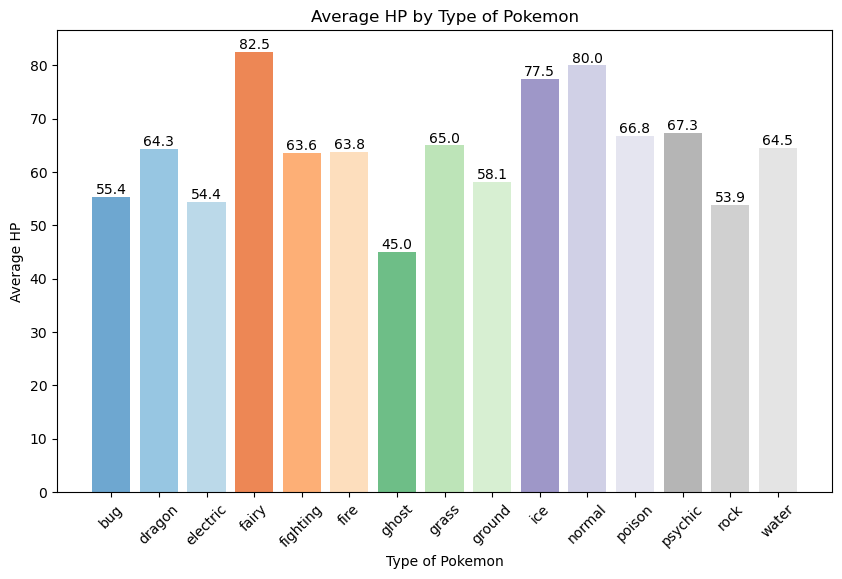 Average HP by Type of Pokemon
Average HP
80
70
60
50
40
30
20
10
0
55.4
64.3
54.4
82.5
63.6
63.8
45.0
65.0
58.1
77.5
80.0
66.8
67.3
53.9
64.5
bug
dragon
electric
fairy
fighting
fire
ghost
grass
ground
ice
normal
poison
psychic
rock
water
Type of Pokemon